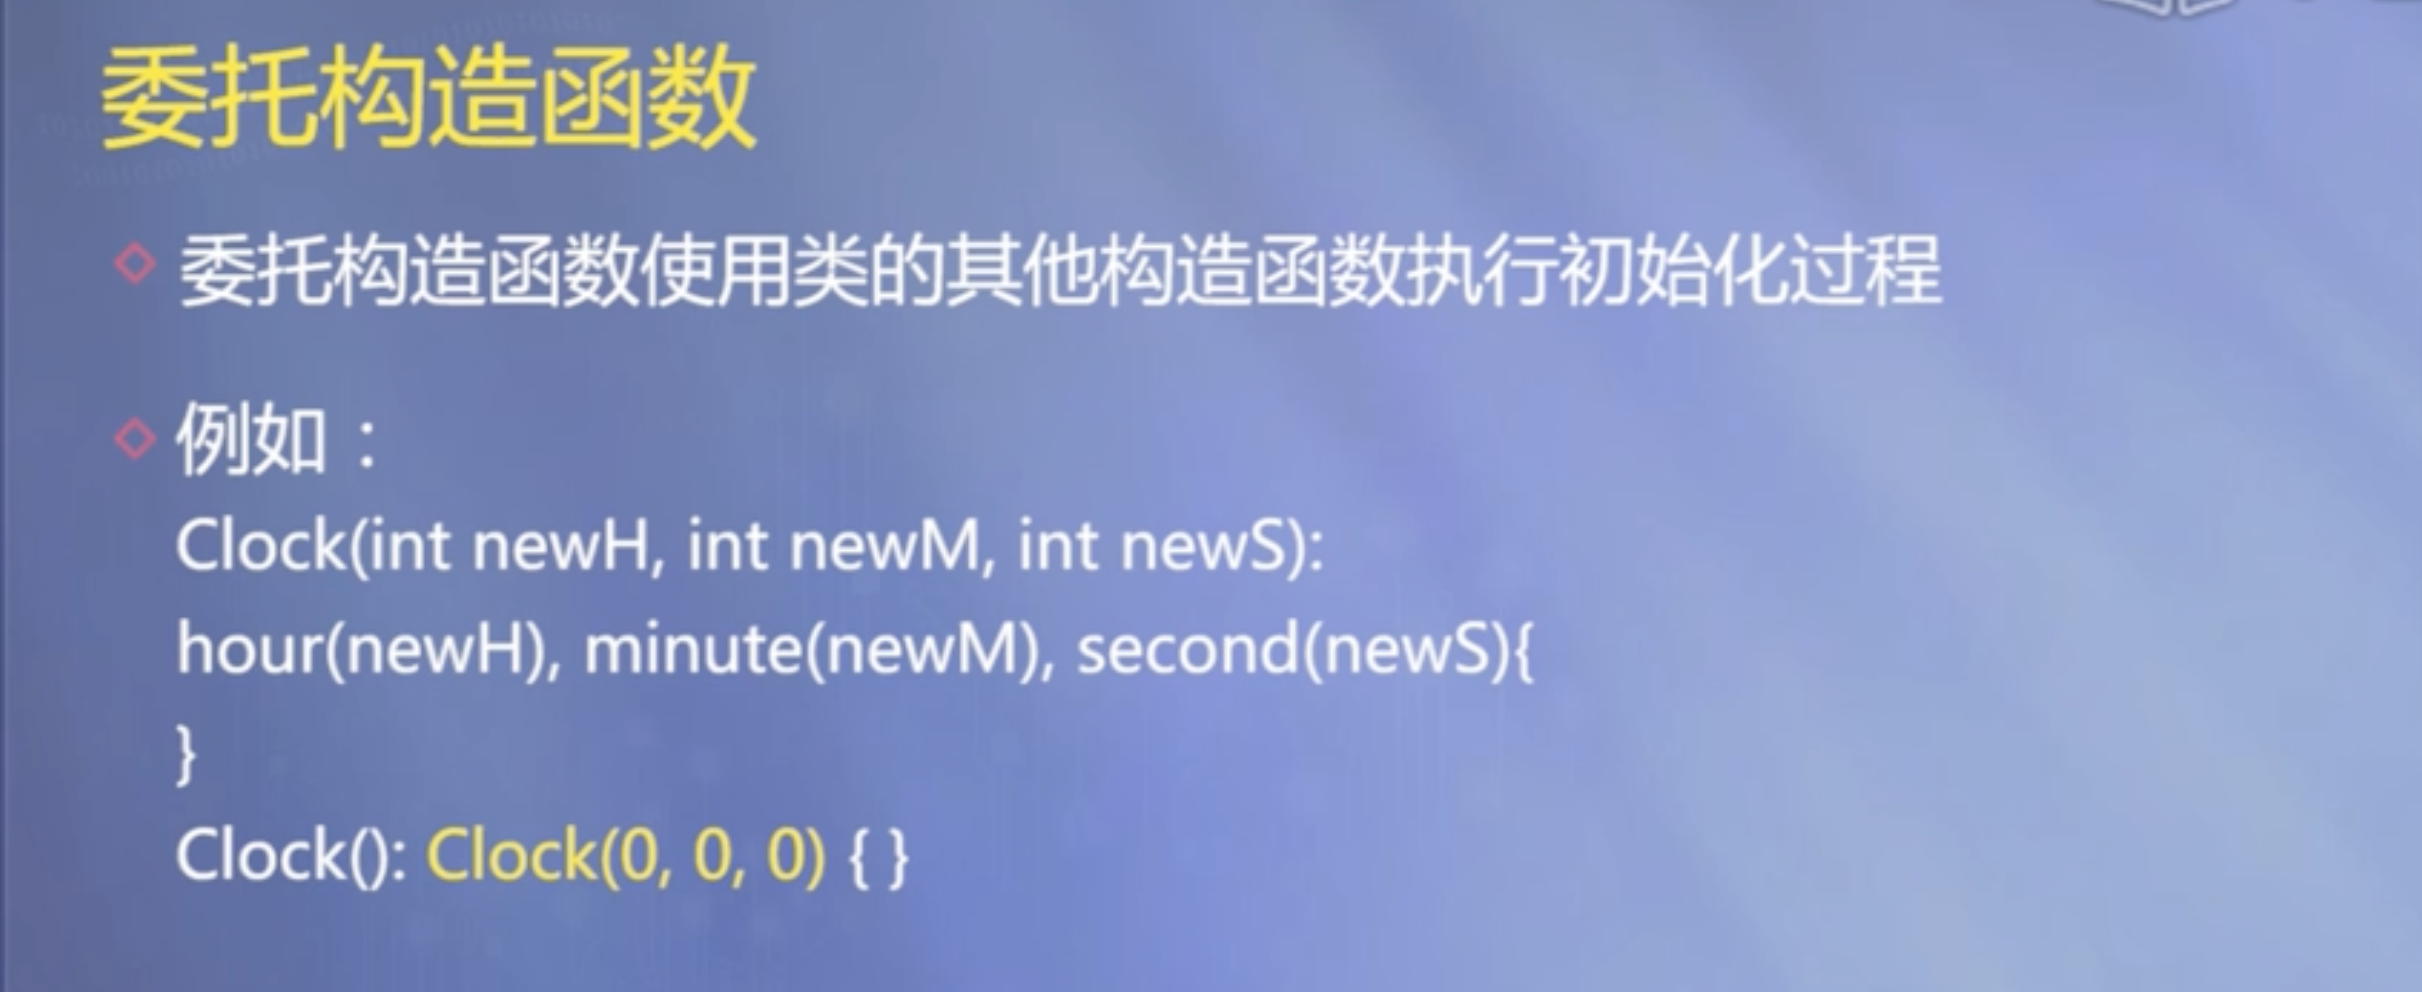 委托构造函数
委托构造函数使用类的其他构造函数执行初始化过程
例如：
Clock(int newH, int newM, int newS):
hour(newH), minute(newM), second(newS){
}
Clock(): Clock(0, 0, 0) { }